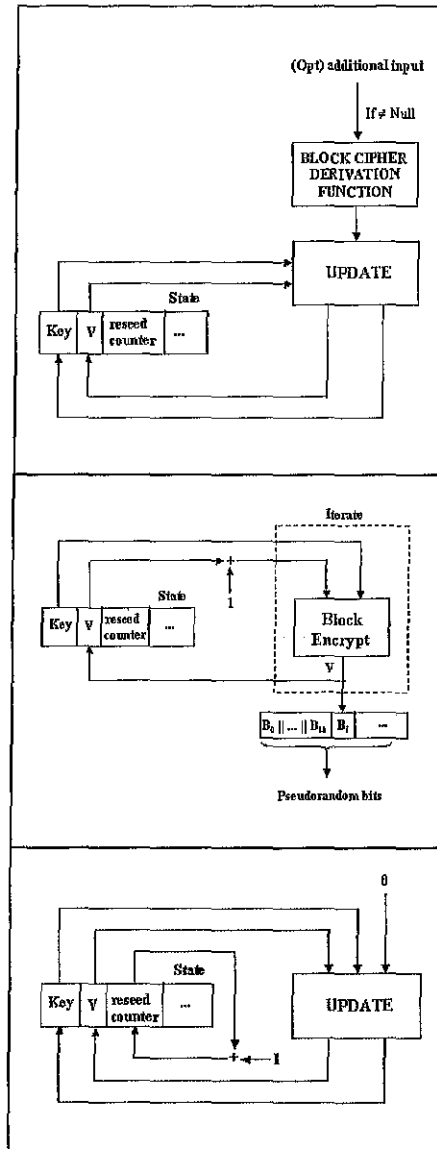 (Opt) additional input
If ≠ Null
BLOCK CIPHER
DERIVATION
FUNCTION
UPDATE
State
Key V reseed counter ...
Iterate
+
1
State
Key V reseed counter ...
Block
Encrypt
V
B0 || ... || B1k Bi ...
Pseudorandom bits
0
State
Key V reseed counter ...
UPDATE
+ 1